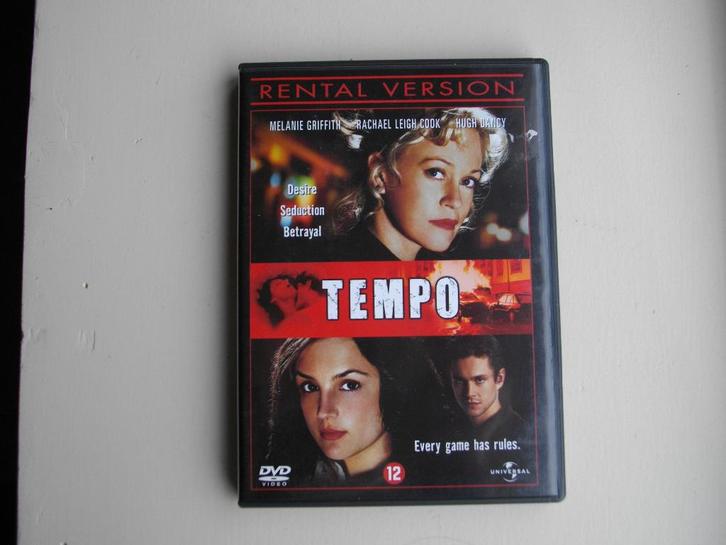 RENTAL VERSION
MELANIE GRIFFITH RACHAEL LEIGH COOK HUGH DANCY
Desire
Seduction
Betrayal
TEMPO
Every game has rules.
DVD
VIDEO
12
UNIVERSAL